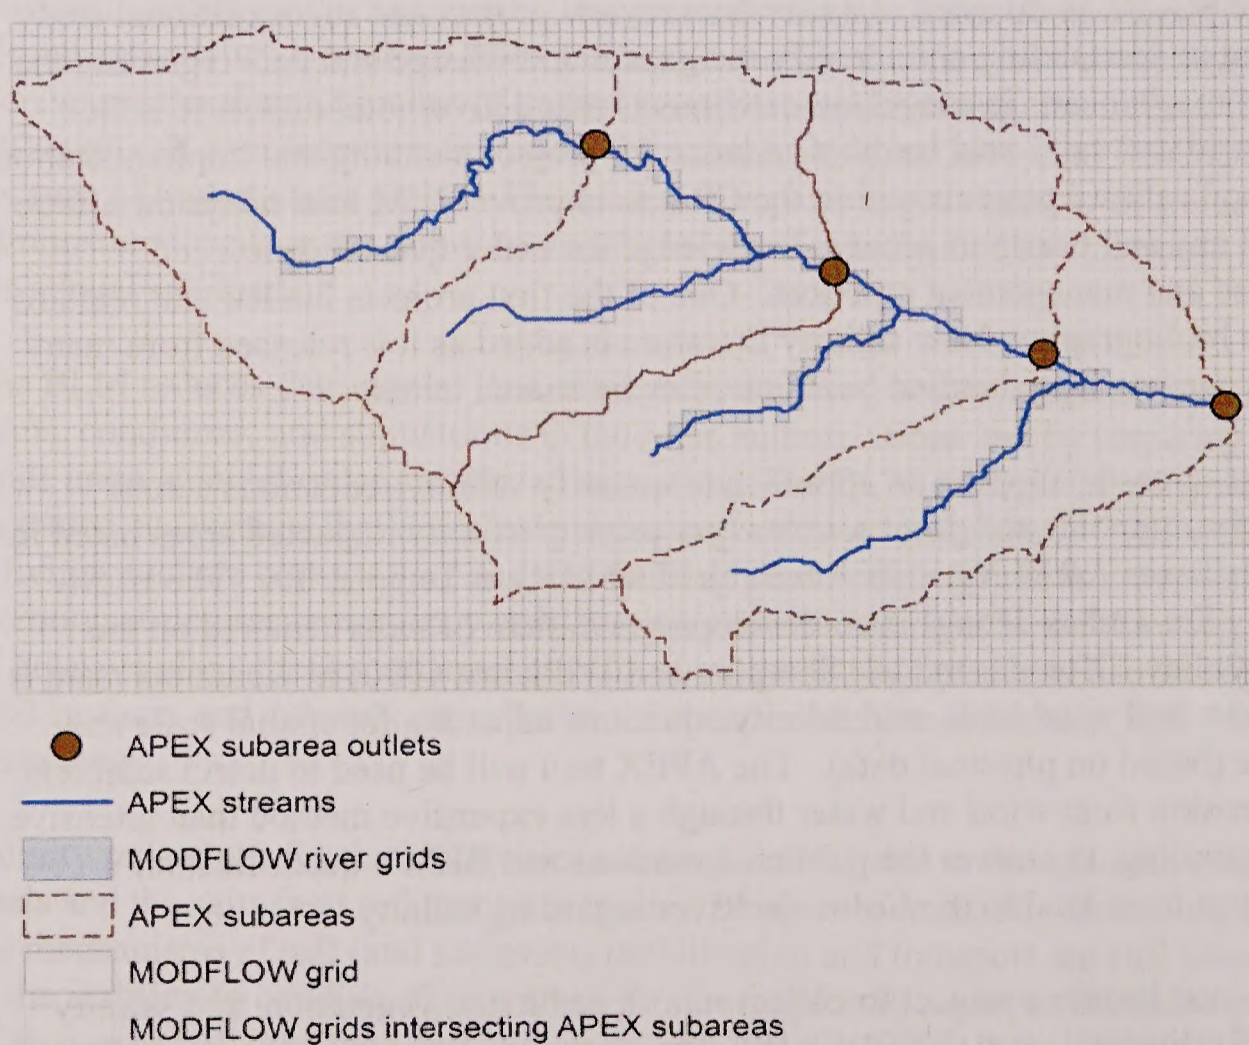 APEX subarea outlets
APEX streams
MODFLOW river grids
APEX subareas
MODFLOW grid
MODFLOW grids intersecting APEX subareas